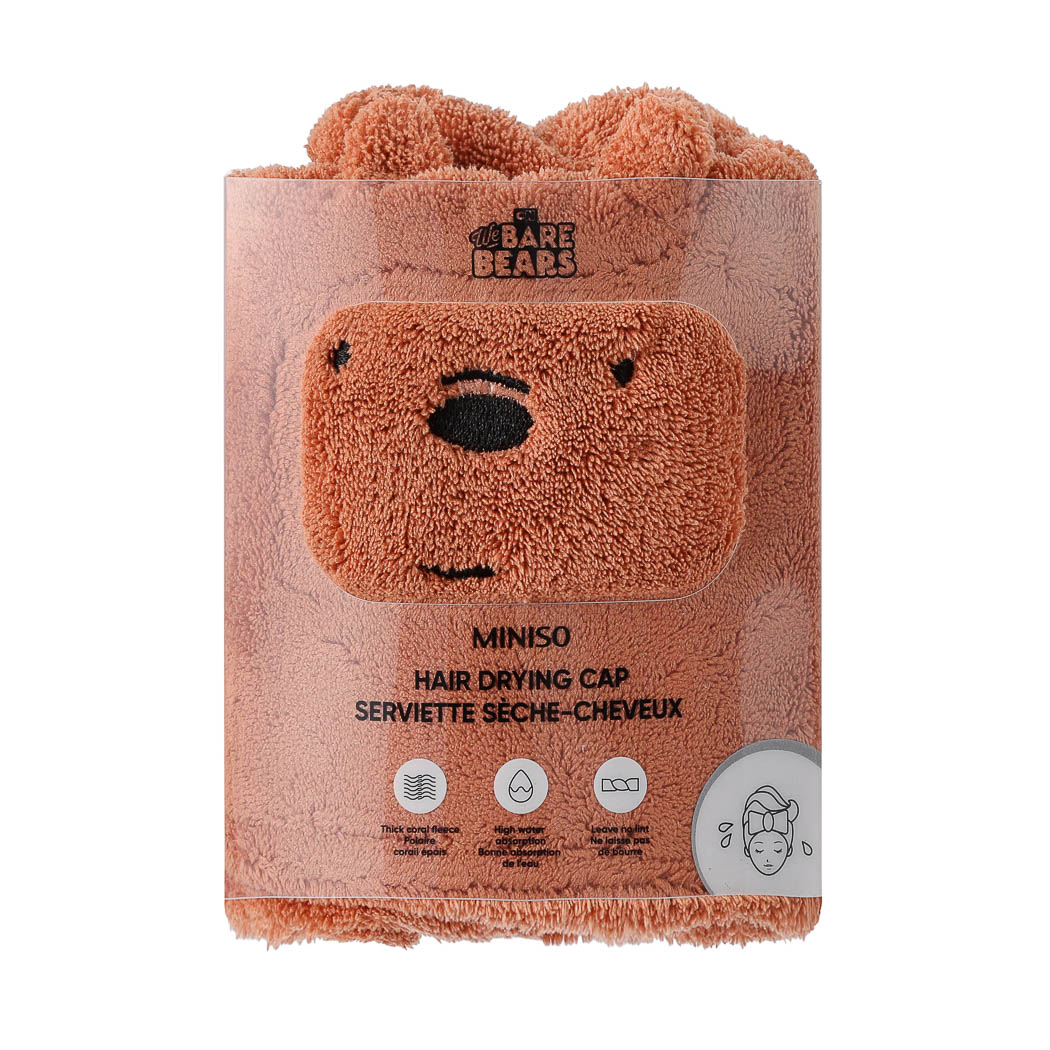 CN
We BARE
BEARS
MINISO
HAIR DRYING CAP
SERVIETTE SÈCHE-CHEVEUX
Thick coral fleece
Polaire
corail épais
High water
absorption
Bonne absorption
de l'eau
Leave no lint
Ne laisse pas
de bourre